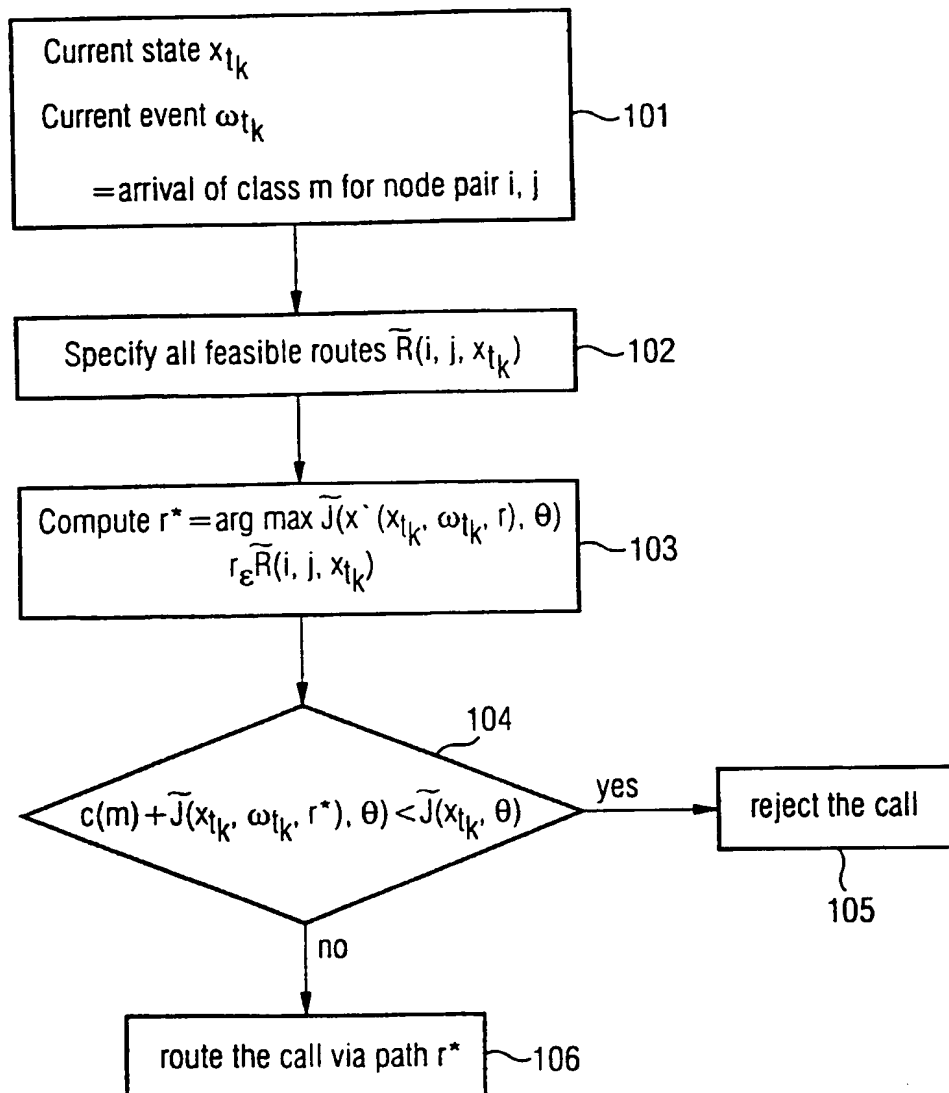 Current state x_{t_k}
Current event ω_{t_k}
=arrival of class m for node pair i, j
101
Specify all feasible routes R̃(i, j, x_{t_k})
102
Compute r* = arg max J̃(x` (x_{t_k}, ω_{t_k}, r), θ)
r ε R̃(i, j, x_{t_k})
103
104
c(m) + J̃(x_{t_k}, ω_{t_k}, r*), θ) < J̃(x_{t_k}, θ)
yes
reject the call
105
no
route the call via path r*
106